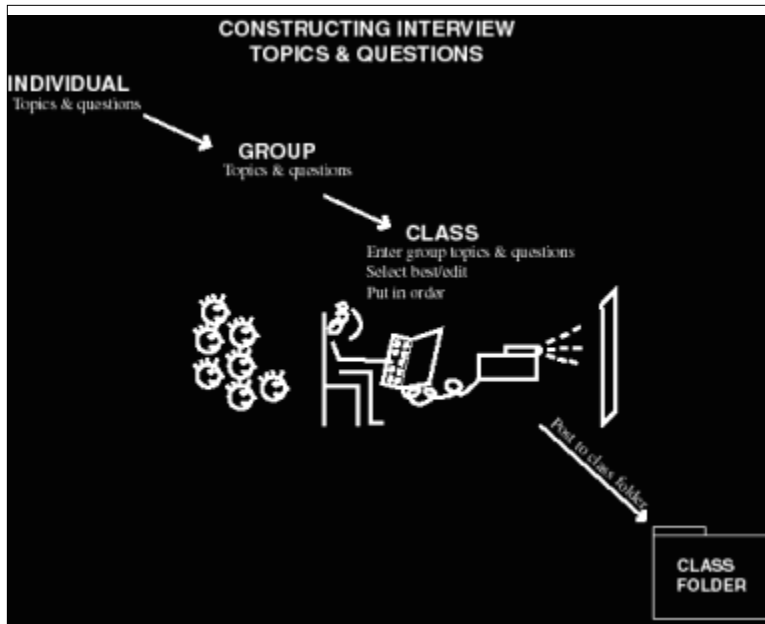 CONSTRUCTING INTERVIEW
TOPICS & QUESTIONS
INDIVIDUAL
Topics & questions
GROUP
Topics & questions
CLASS
Enter group topics & questions
Select best/edit
Put in order
Post to class folder
CLASS
FOLDER